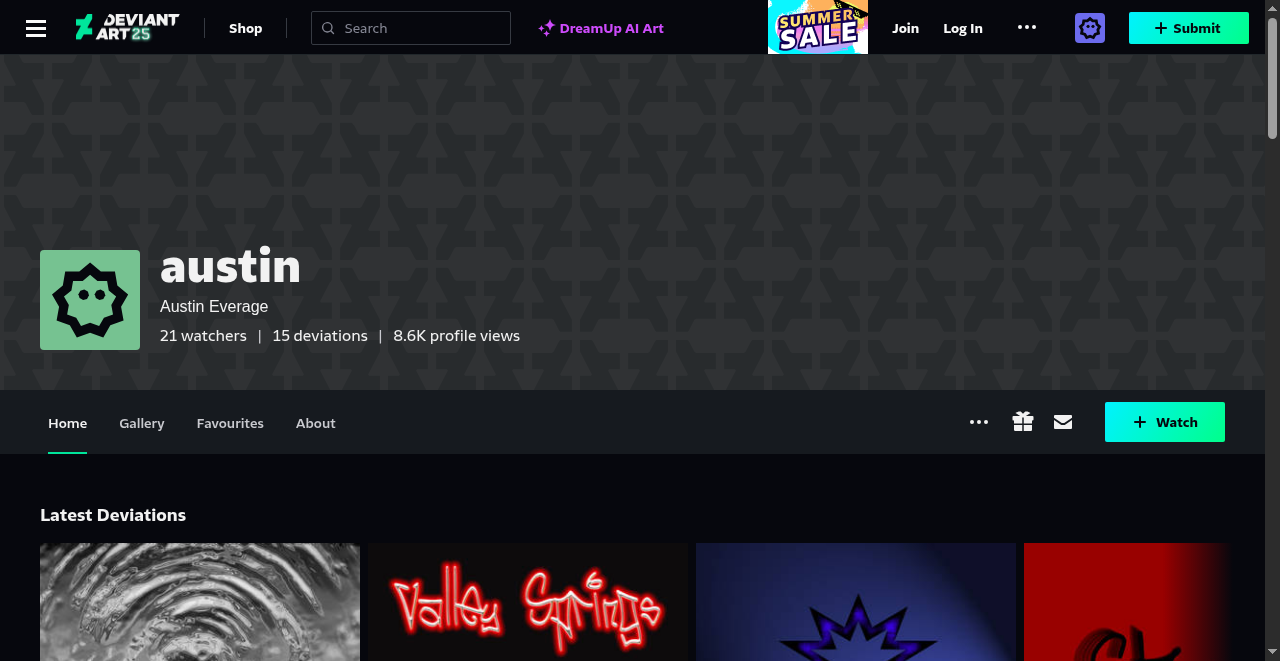 DEVIANT
ART 25
Shop
Search
DreamUp AI Art
SUMMER
SALE
Join
Log In
Submit
austin
Austin Everage
21 watchers | 15 deviations | 8.6K profile views
Home
Gallery
Favourites
About
Watch
Latest Deviations
Valley Springs